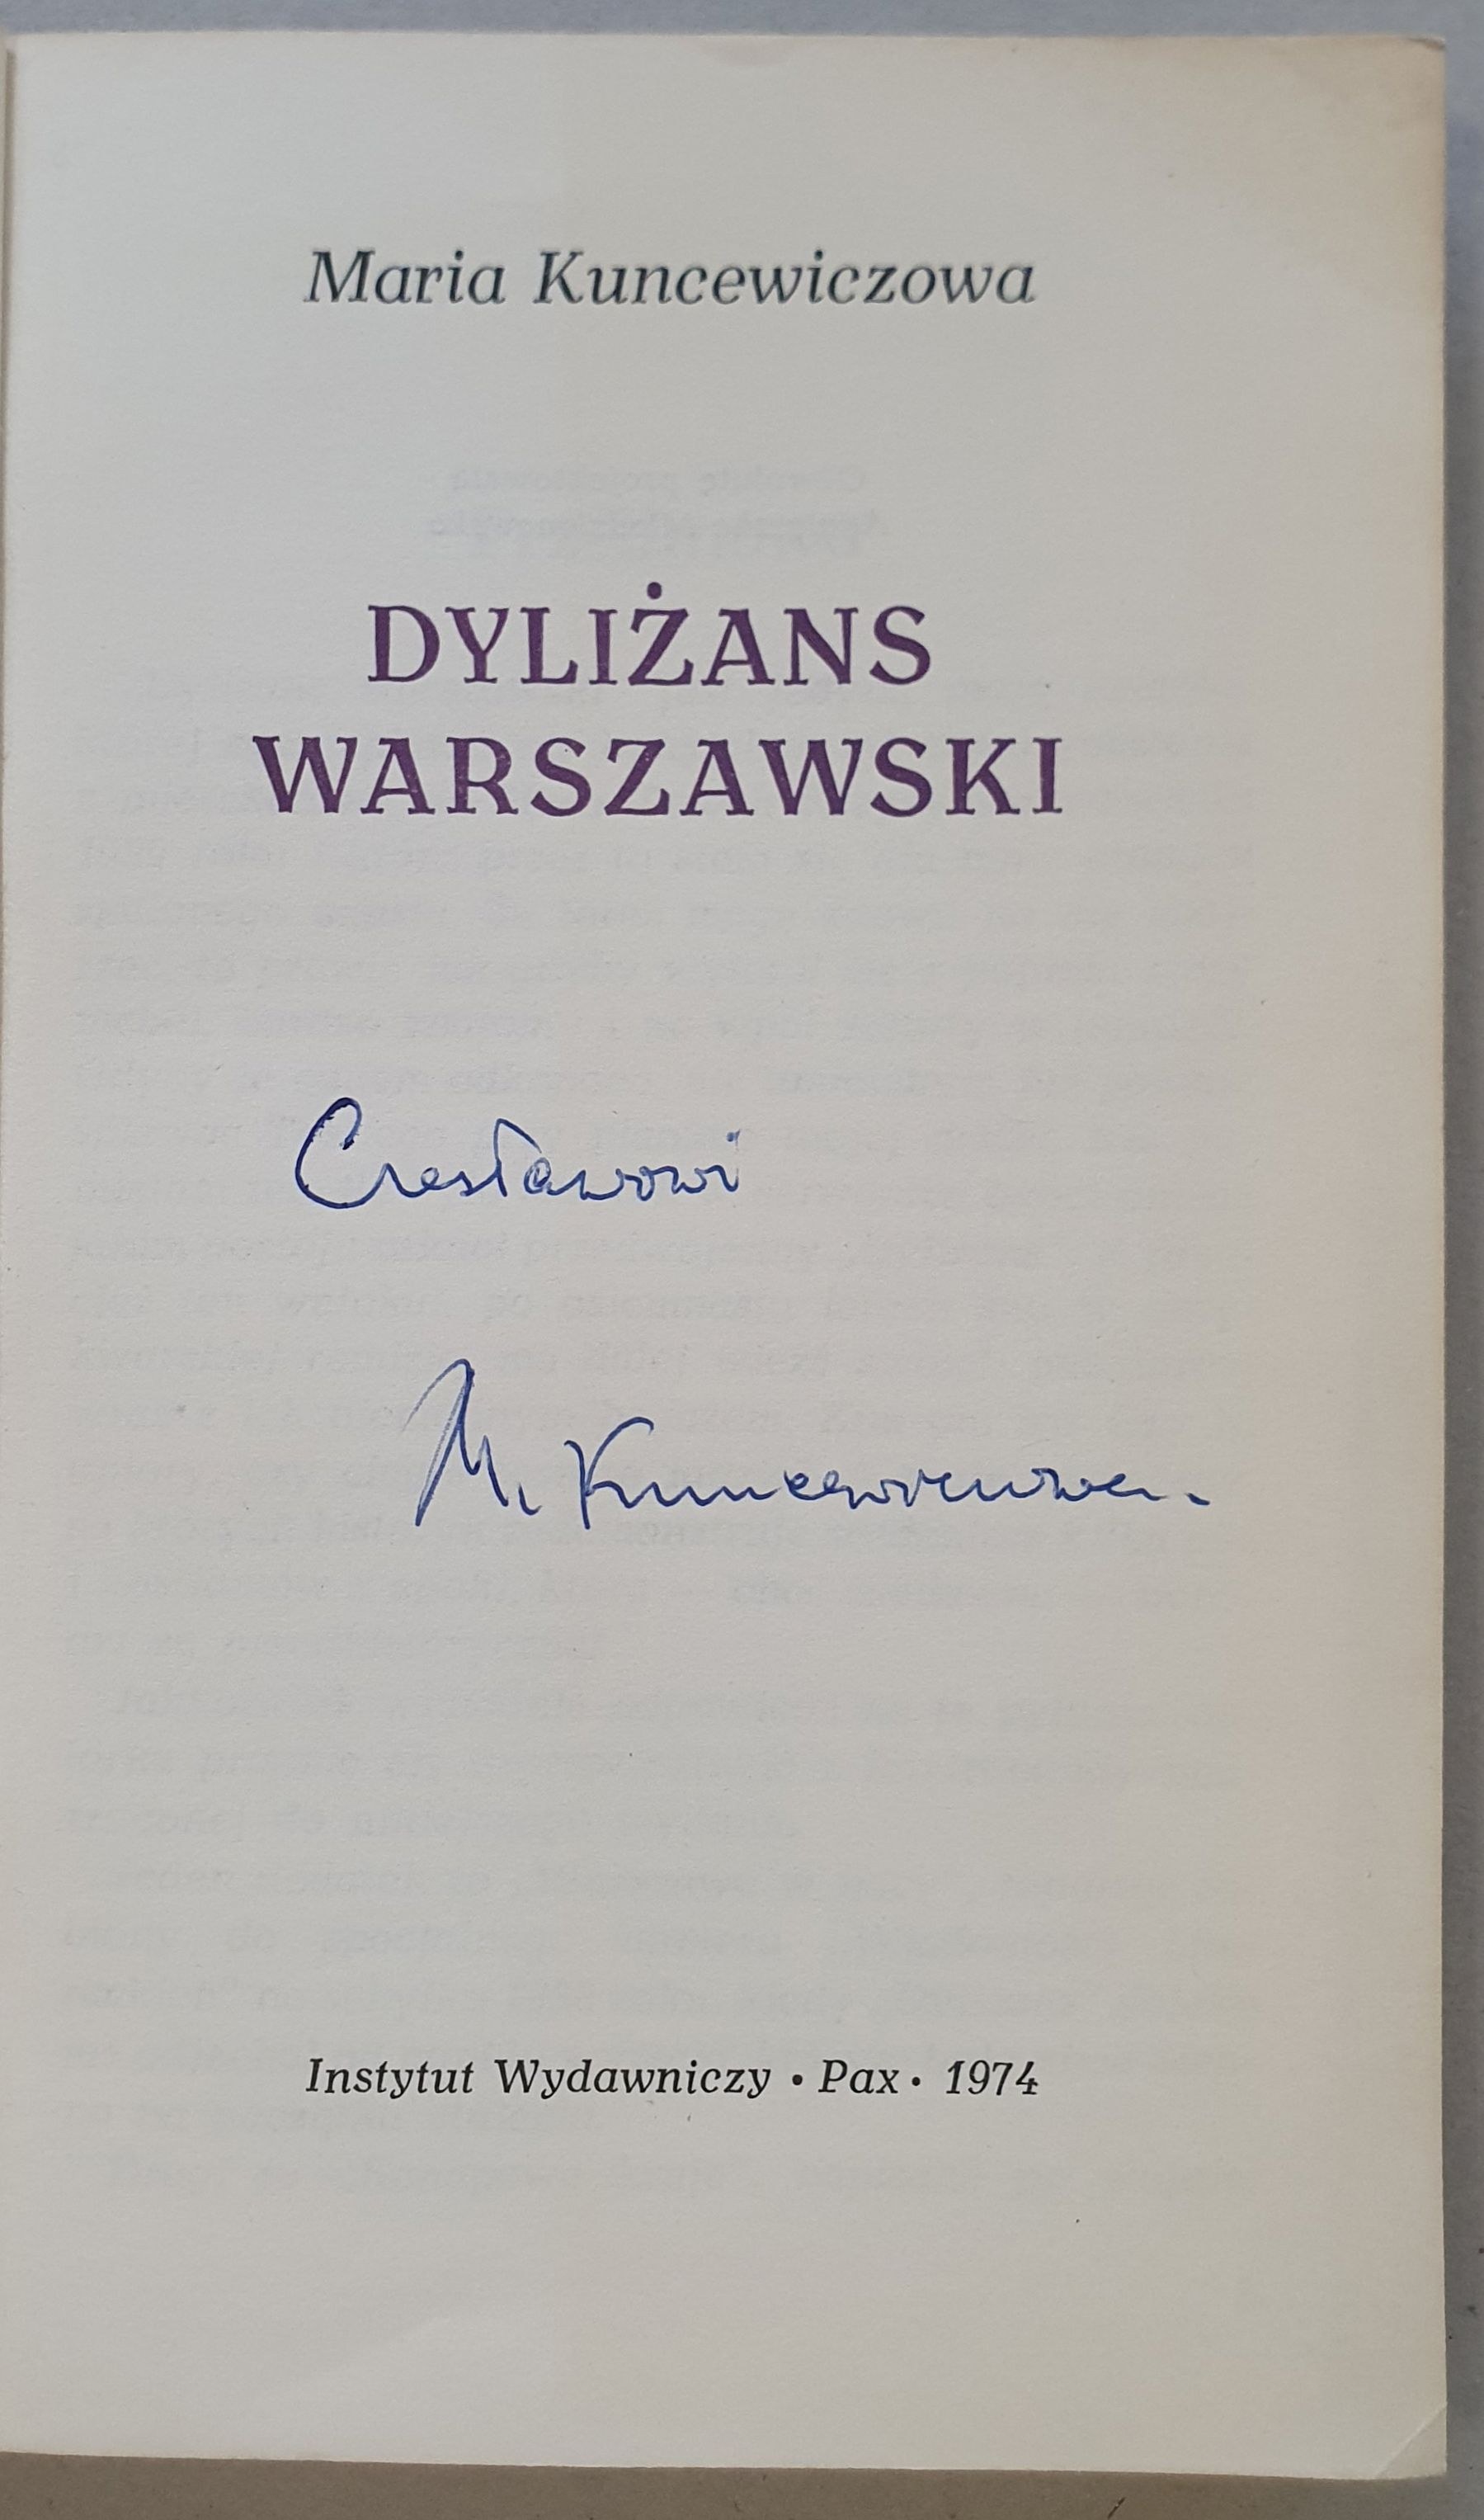 Maria Kuncewiczowa
DYLIŻANS
WARSZAWSKI
Czesławowi
M. Kuncewiczowa.
Instytut Wydawniczy • Pax • 1974